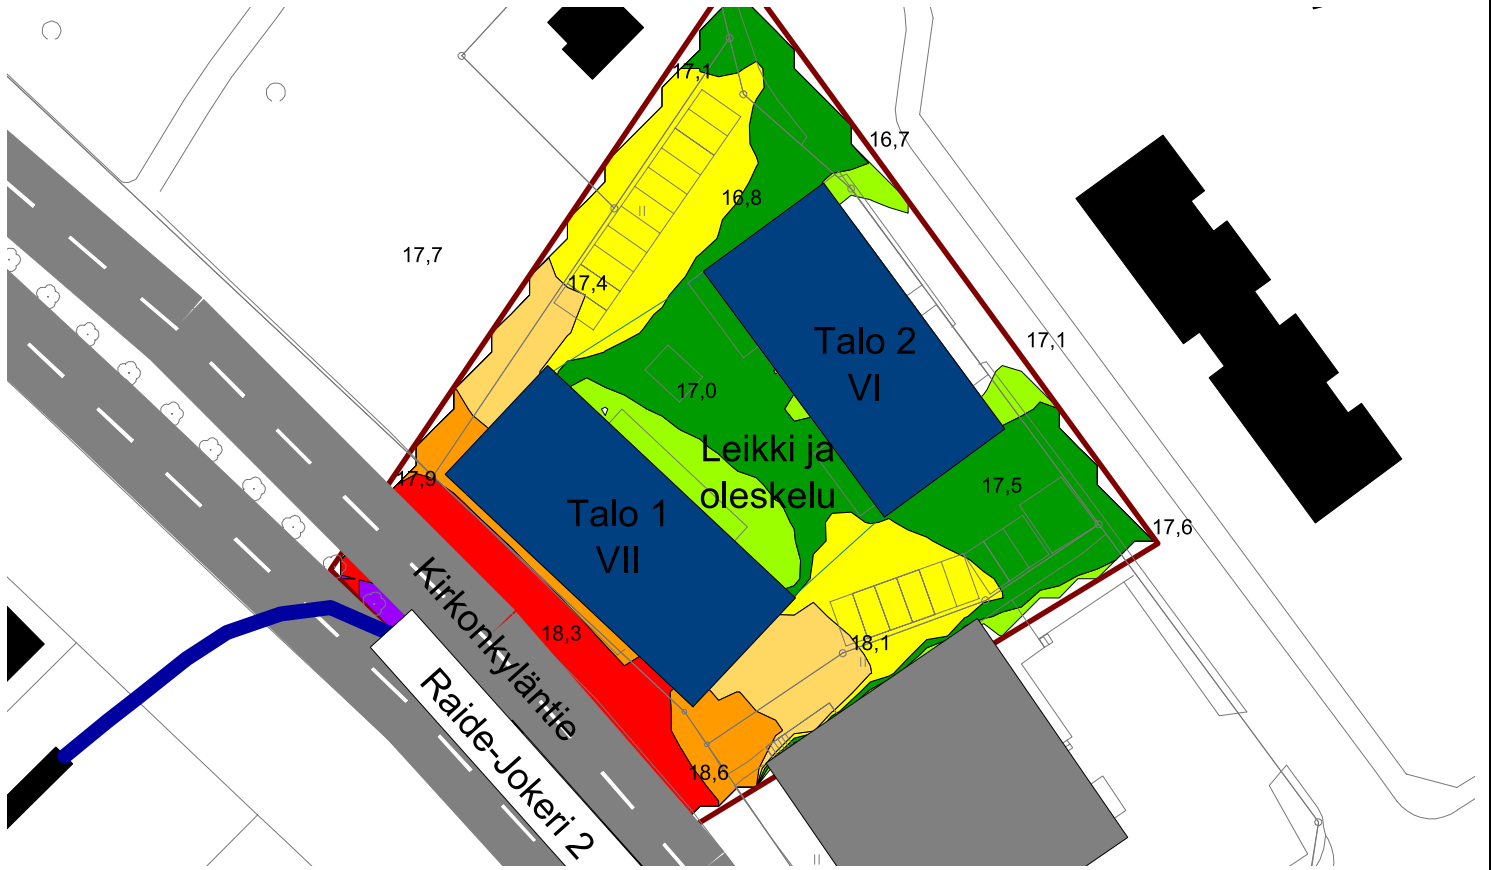 17,1
16,7
16,8
17,7
17,4
17,1
Talo 2
VI
17,0
Leikki ja
oleskelu
17,9
17,5
Talo 1
VII
17,6
Kirkonkyläntie
18,3
18,1
Raide-Jokeri 2
18,6